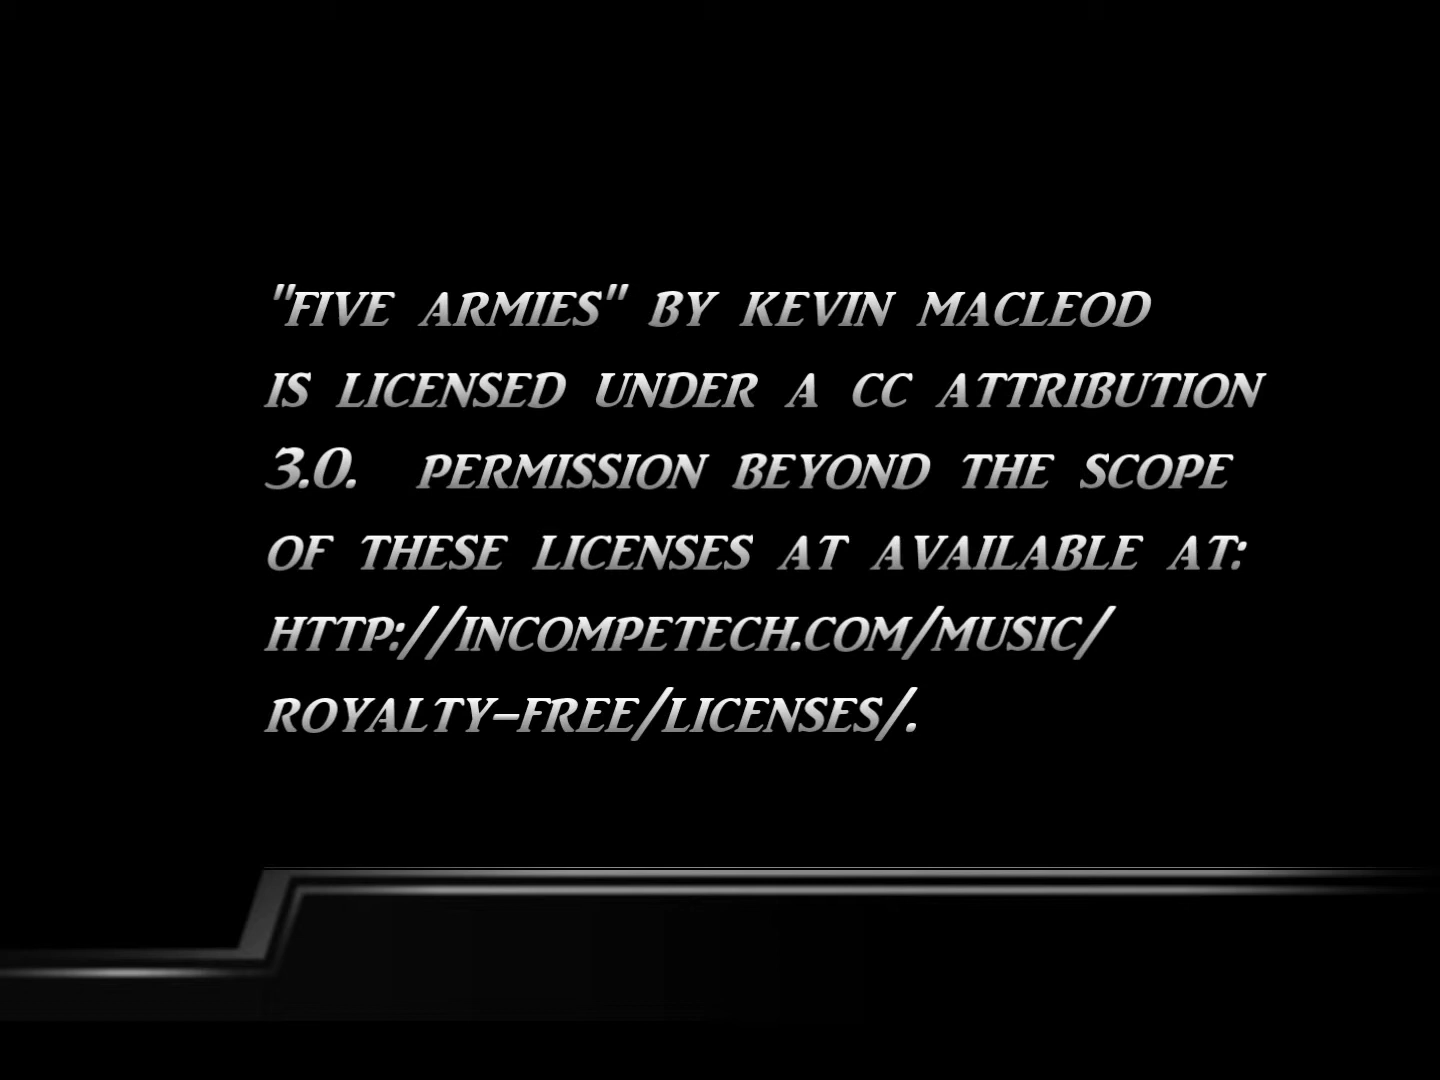 "FIVE ARMIES" BY KEVIN MACLEOD
IS LICENSED UNDER A CC ATTRIBUTION
3.0.  PERMISSION BEYOND THE SCOPE
OF THESE LICENSES AT AVAILABLE AT:
HTTP://INCOMPETECH.COM/MUSIC/
ROYALTY-FREE/LICENSES/.